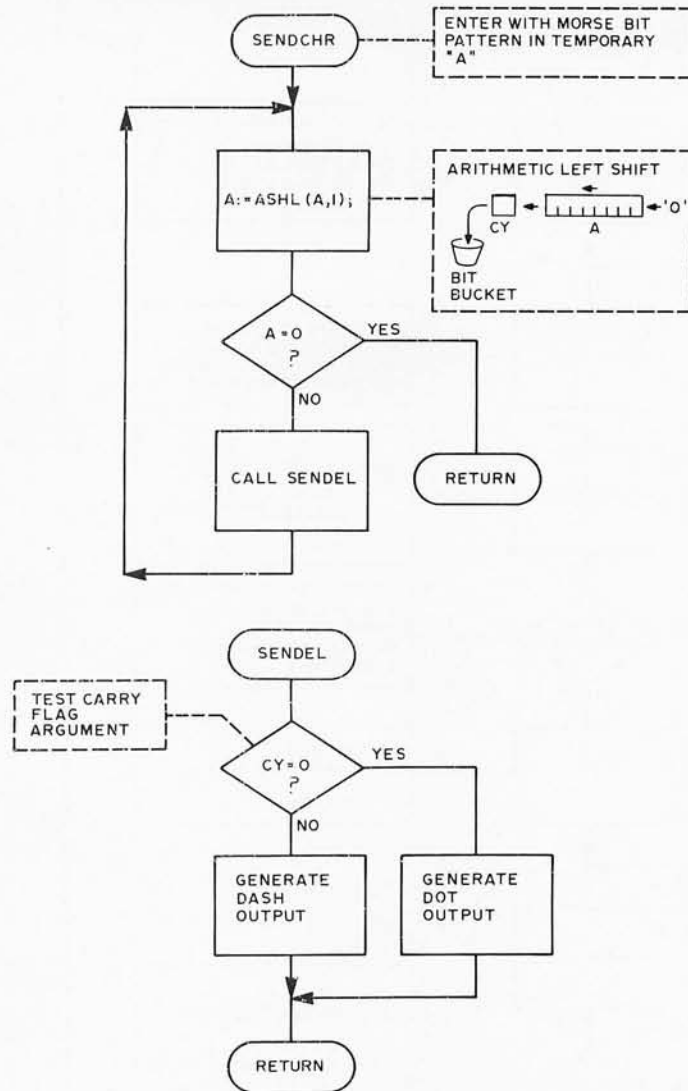 SENDCHR
ENTER WITH MORSE BIT
PATTERN IN TEMPORARY
"A"
A:=ASHL (A,1);
ARITHMETIC LEFT SHIFT
CY
A
'0'
BIT
BUCKET
A=0
?
YES
NO
CALL SENDEL
RETURN
SENDEL
TEST CARRY
FLAG
ARGUMENT
CY=0
?
YES
NO
GENERATE
DASH
OUTPUT
GENERATE
DOT
OUTPUT
RETURN